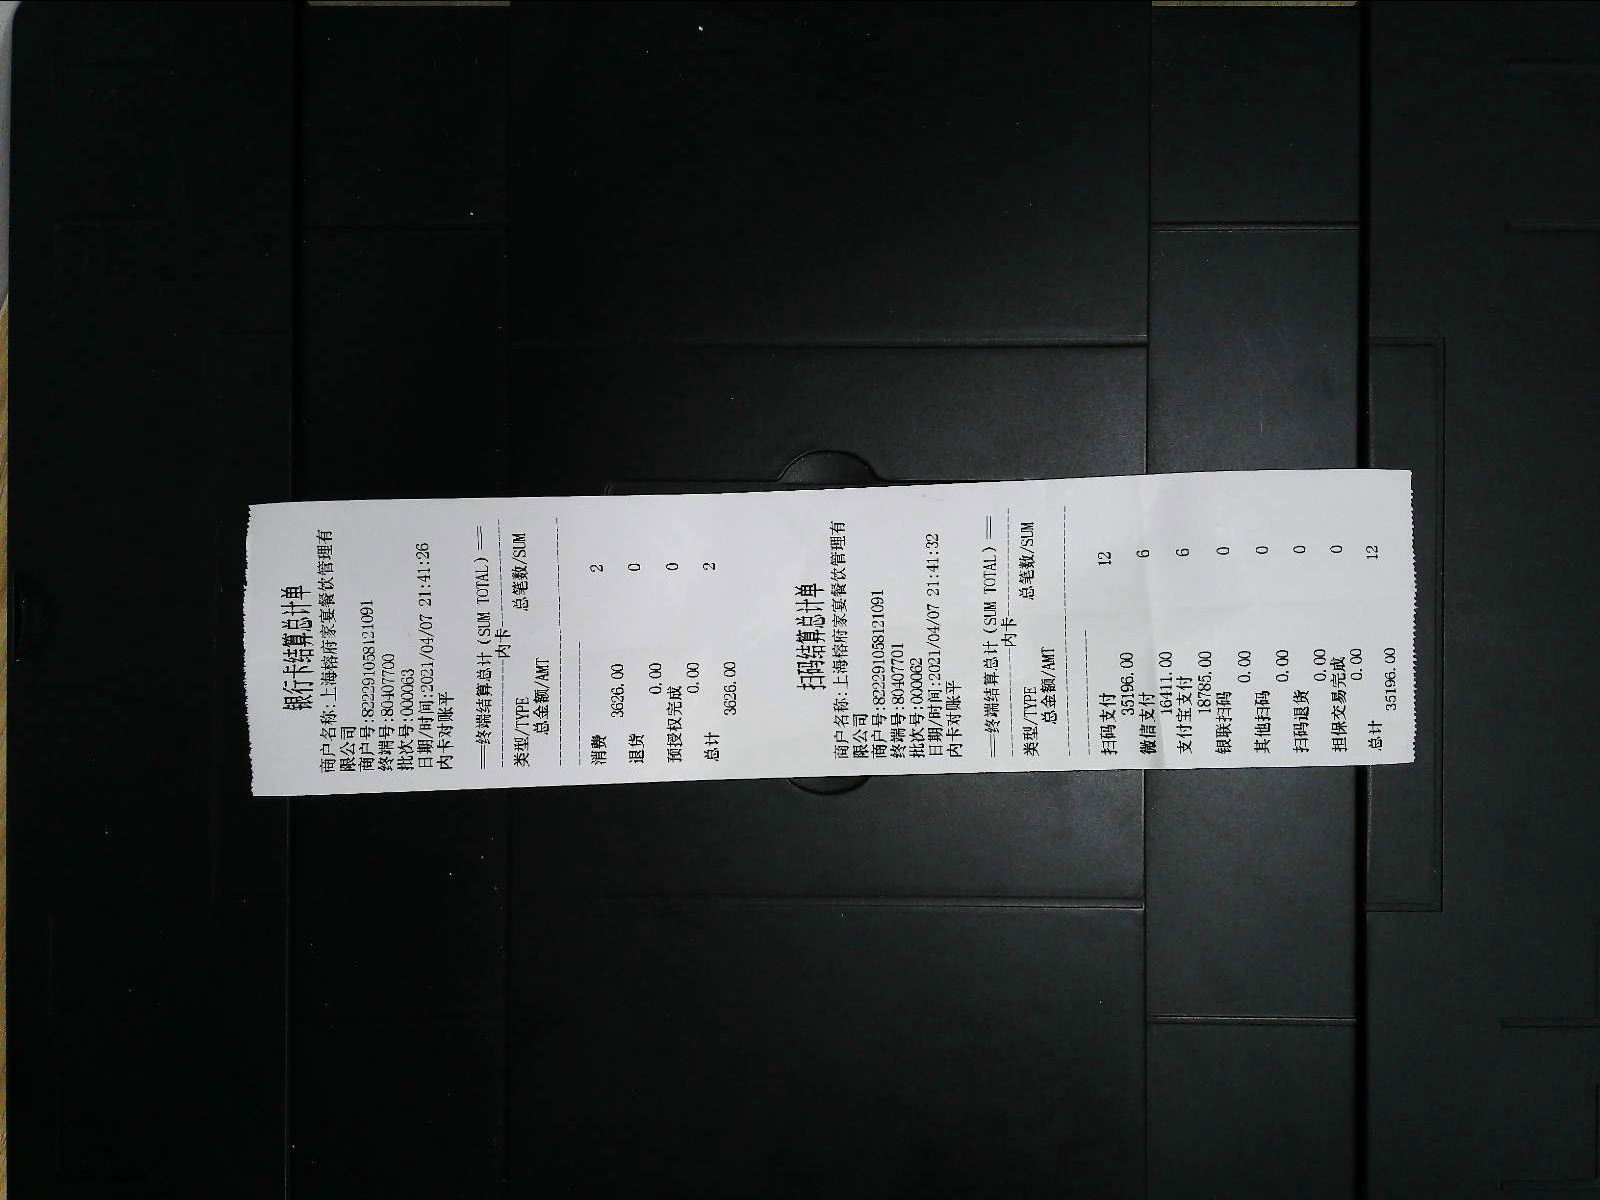 银行卡结算总计单
商户名称:上海榕府家宴餐饮管理有
限公司
商户号:822291058121091
终端号:80407700
批次号:000063
日期/时间:2021/04/07 21:41:26
内卡对账平
==终端结算总计(SUM TOTAL)==
----------内卡----------
类型/TYPE 总笔数/SUM
总金额/AMT
消费 2
3626.00
退货 0
0.00
预授权完成 0
0.00
总计 2
3626.00
扫码结算总计单
商户名称:上海榕府家宴餐饮管理有
限公司
商户号:822291058121091
终端号:80407701
批次号:000062
日期/时间:2021/04/07 21:41:32
内卡对账平
==终端结算总计(SUM TOTAL)==
----------内卡----------
类型/TYPE 总笔数/SUM
总金额/AMT
扫码支付 12
35196.00
微信支付 6
16411.00
支付宝支付 6
18785.00
银联扫码 0
0.00
其他扫码 0
0.00
扫码退货 0
0.00
担保交易完成 0
0.00
总计 12
35196.00